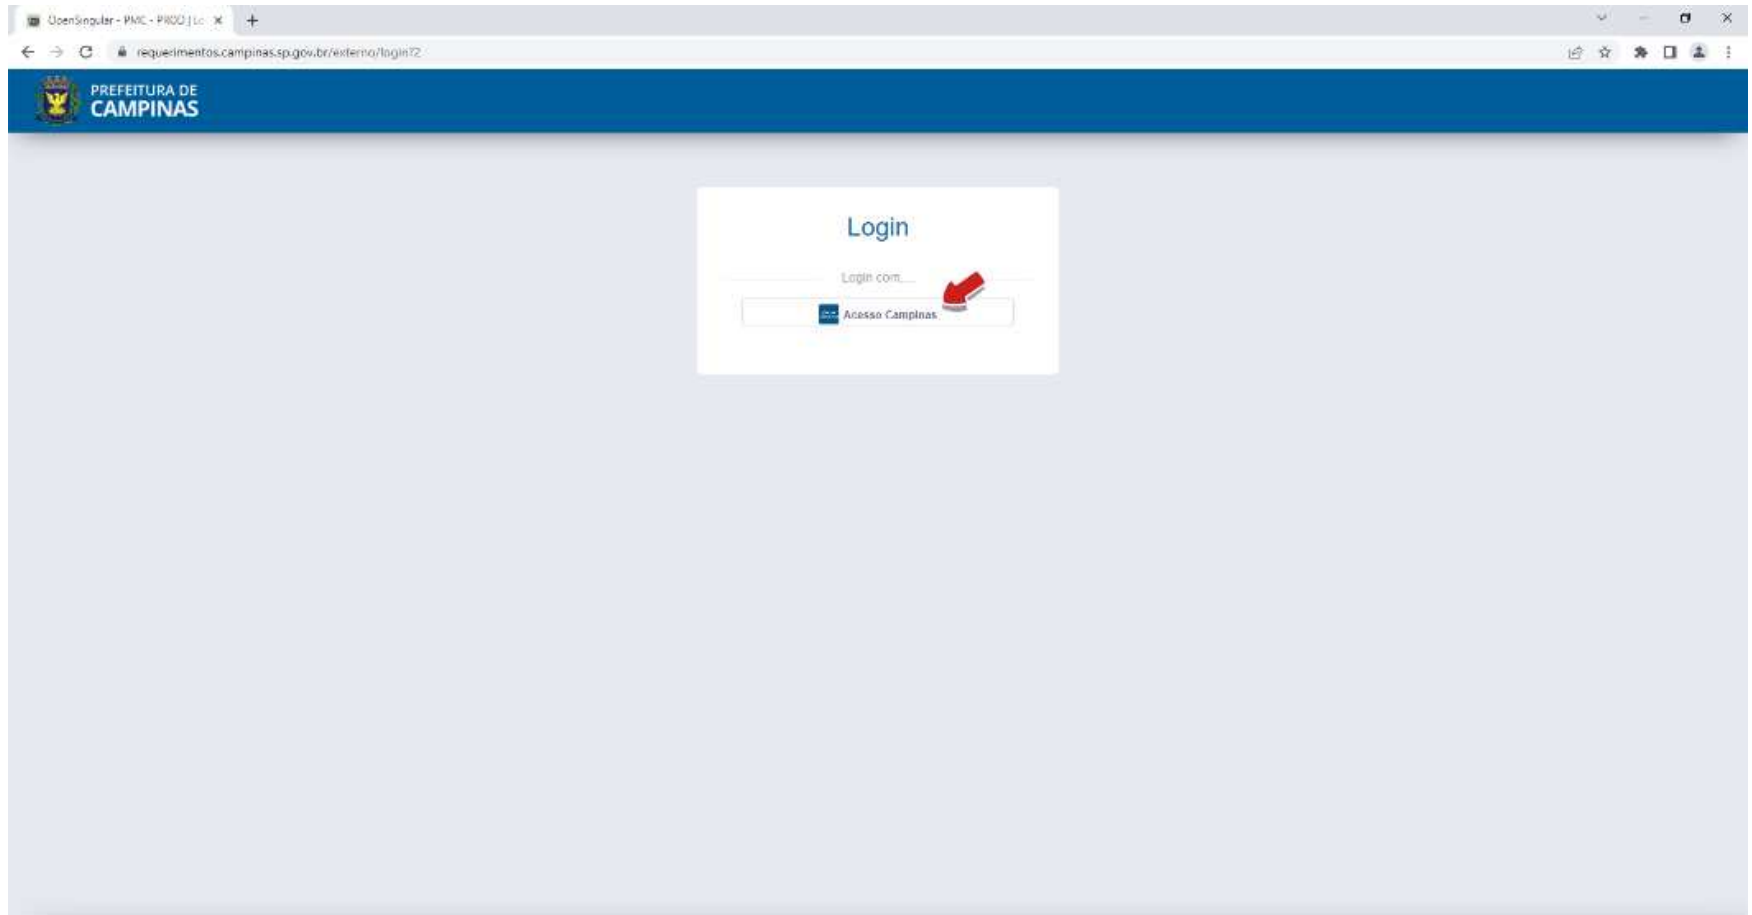 OpenSingular - PMC - PROD | Lo
requerimentos.campinas.sp.gov.br/externo/login?2
PREFEITURA DE
CAMPINAS
Login
Login com....
Acesso Campinas